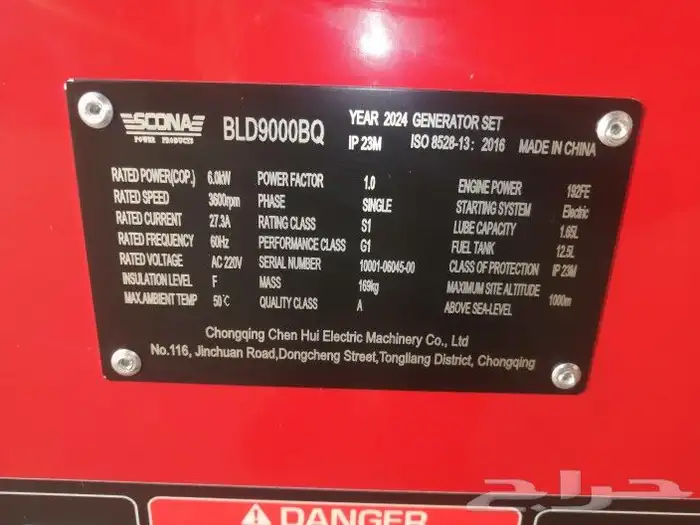 SCONA
POWER PRODUCTS
BLD9000BQ
YEAR 2024 GENERATOR SET
IP 23M ISO 8528-13: 2016 MADE IN CHINA
RATED POWER(COP.) 6.0kW
RATED SPEED 3600rpm
RATED CURRENT 27.3A
RATED FREQUENCY 60Hz
RATED VOLTAGE AC 220V
INSULATION LEVEL F
MAX.AMBIENT TEMP 50℃
POWER FACTOR 1.0
PHASE SINGLE
RATING CLASS S1
PERFORMANCE CLASS G1
SERIAL NUMBER 10001-06045-00
MASS 169kg
QUALITY CLASS A
ENGINE POWER 192FE
STARTING SYSTEM Electric
LUBE CAPACITY 1.65L
FUEL TANK 12.5L
CLASS OF PROTECTION IP 23M
MAXIMUM SITE ALTITUDE
ABOVE SEA-LEVEL 1000m
Chongqing Chen Hui Electric Machinery Co., Ltd
No.116, Jinchuan Road,Dongcheng Street,Tongliang District, Chongqing
DANGER
حراج